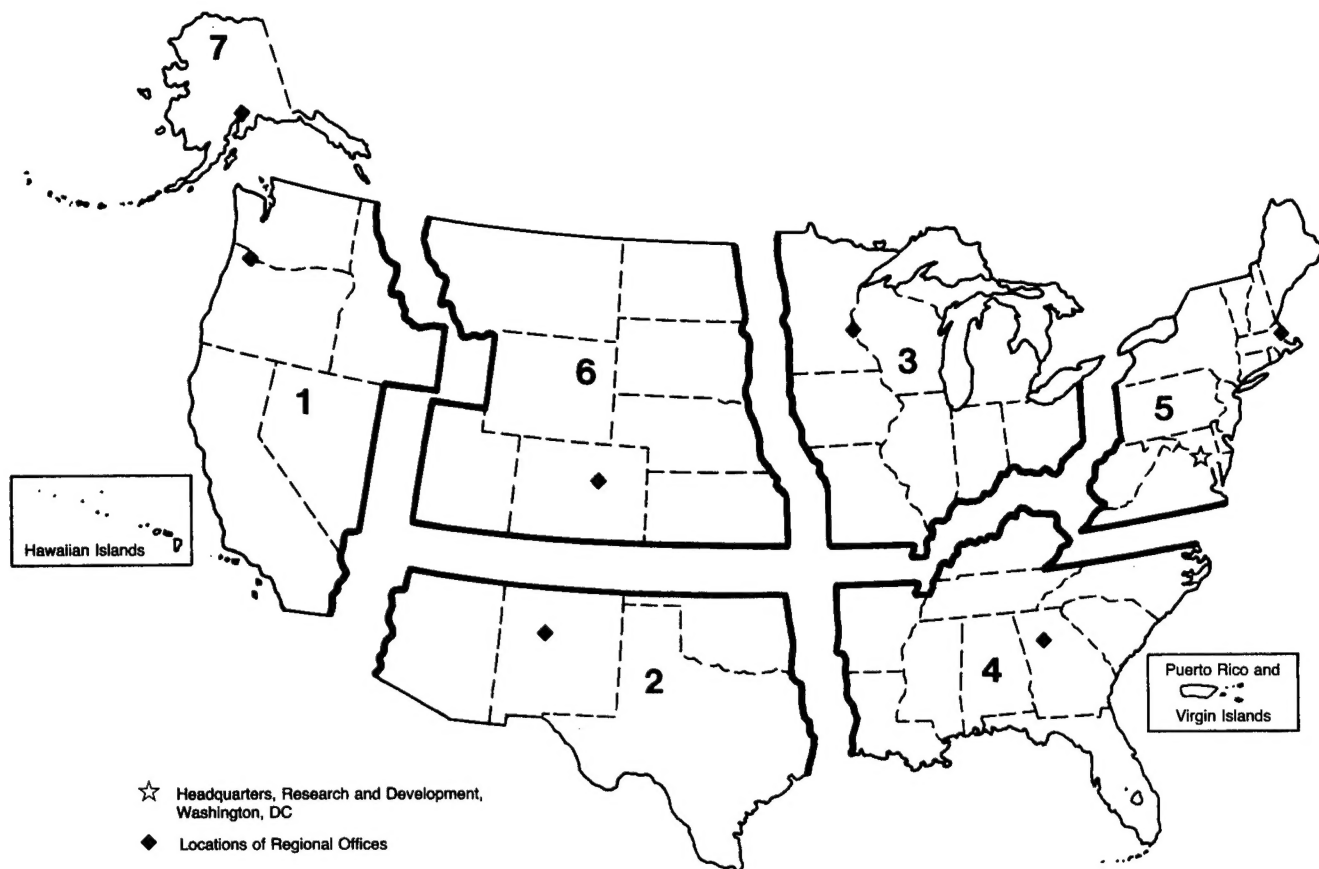 7
6
3
1
5
Hawaiian Islands
2
4
Puerto Rico and
Virgin Islands
Headquarters, Research and Development,
Washington, DC
Locations of Regional Offices